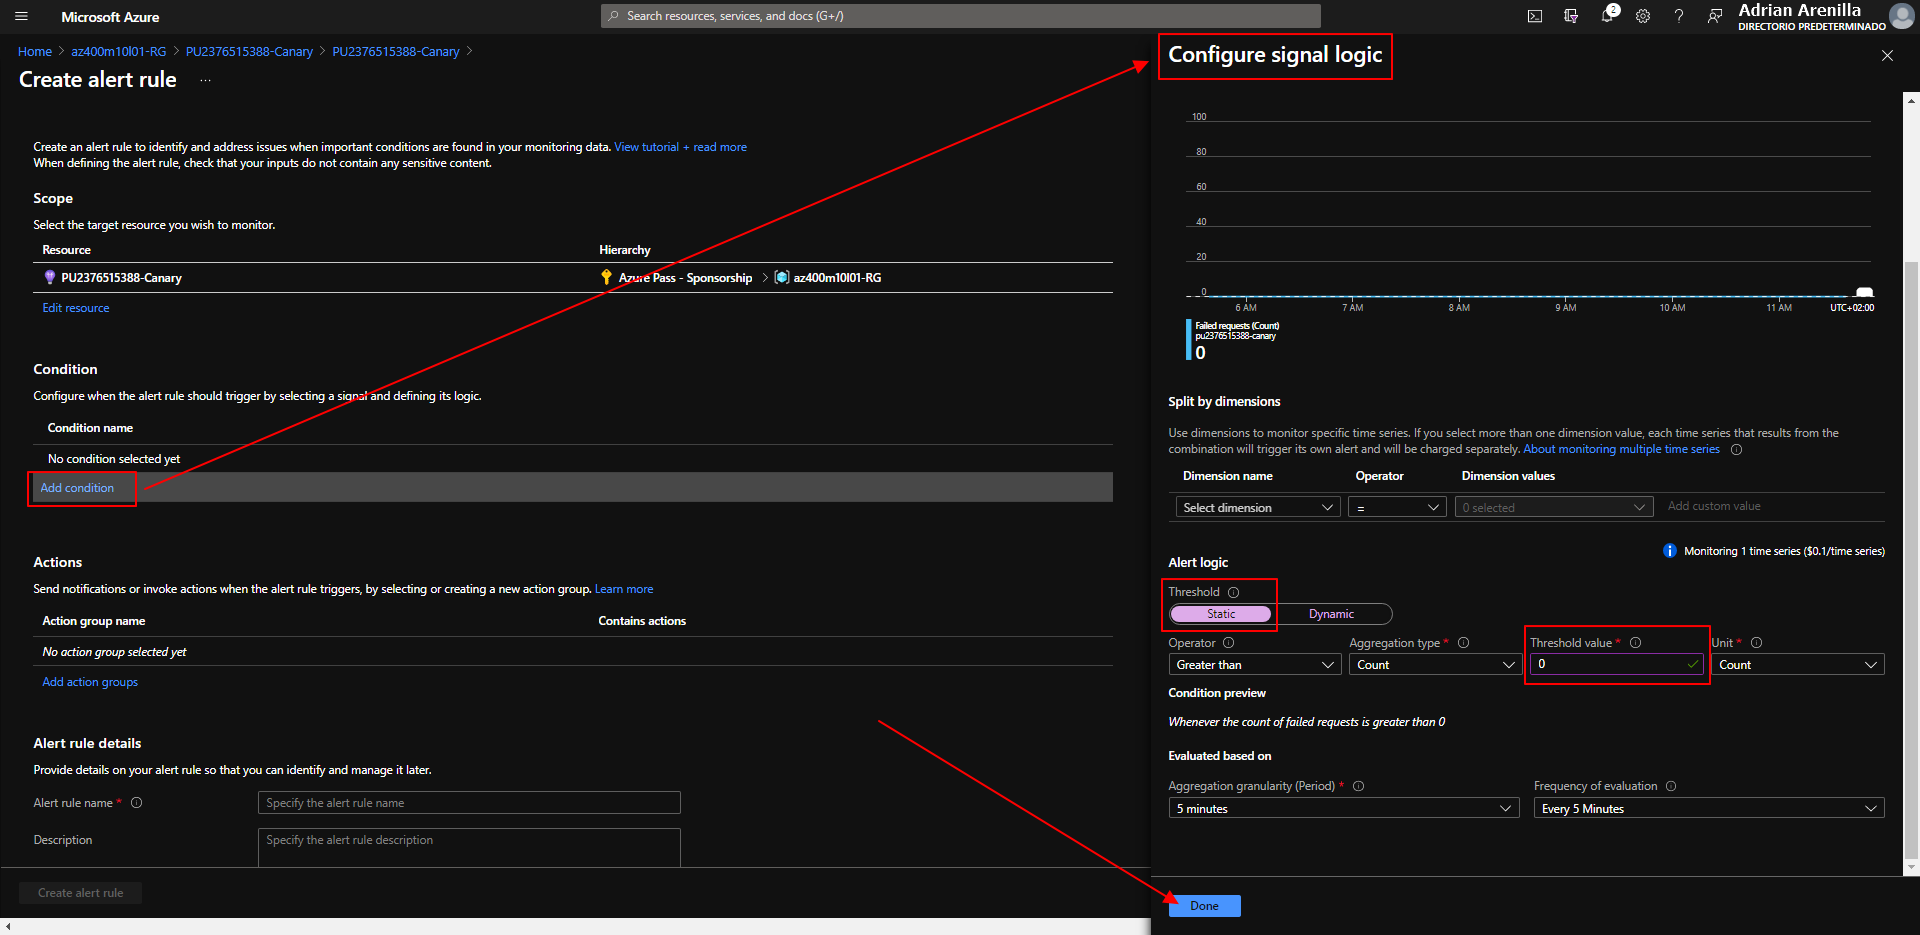 Microsoft Azure
Search resources, services, and docs (G+/)
2
Adrian Arenilla
DIRECTORIO PREDETERMINADO
Home > az400m10l01-RG > PU2376515388-Canary > PU2376515388-Canary >
Create alert rule ...
Create an alert rule to identify and address issues when important conditions are found in your monitoring data. View tutorial + read more
When defining the alert rule, check that your inputs do not contain any sensitive content.
Scope
Select the target resource you wish to monitor.
Resource Hierarchy
PU2376515388-Canary Azure Pass - Sponsorship > az400m10l01-RG
Edit resource
Condition
Configure when the alert rule should trigger by selecting a signal and defining its logic.
Condition name
No condition selected yet
Add condition
Actions
Send notifications or invoke actions when the alert rule triggers, by selecting or creating a new action group. Learn more
Action group name Contains actions
No action group selected yet
Add action groups
Alert rule details
Provide details on your alert rule so that you can identify and manage it later.
Alert rule name *
Specify the alert rule name
Description
Specify the alert rule description
Create alert rule
Configure signal logic
100
80
60
40
20
0
6 AM 7 AM 8 AM 9 AM 10 AM 11 AM UTC+02:00
Failed requests (Count)
pu2376515388-canary
0
Split by dimensions
Use dimensions to monitor specific time series. If you select more than one dimension value, each time series that results from the
combination will trigger its own alert and will be charged separately. About monitoring multiple time series
Dimension name Operator Dimension values
Select dimension = 0 selected Add custom value
Monitoring 1 time series ($0.1/time series)
Alert logic
Threshold
Static Dynamic
Operator Aggregation type * Threshold value * Unit *
Greater than Count 0 Count
Condition preview
Whenever the count of failed requests is greater than 0
Evaluated based on
Aggregation granularity (Period) * Frequency of evaluation
5 minutes Every 5 Minutes
Done